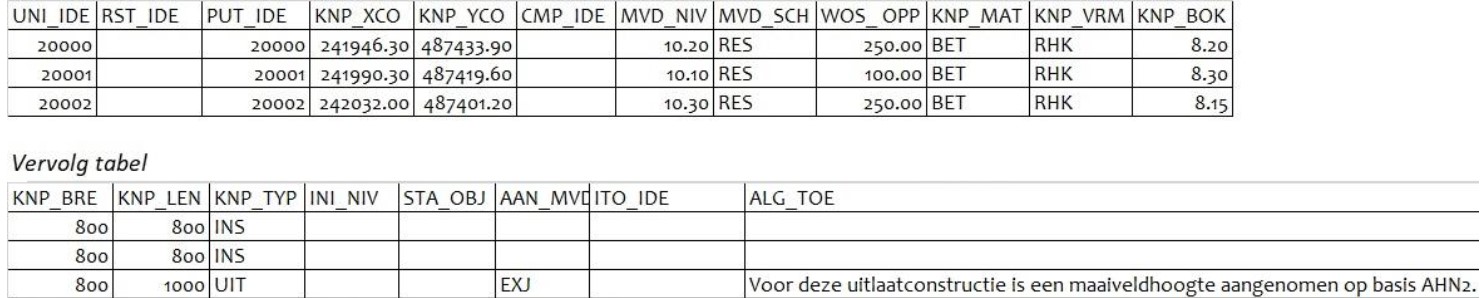 UNI_IDE RST_IDE PUT_IDE KNP_XCO KNP_YCO CMP_IDE MVD_NIV MVD_SCH WOS_ OPP KNP_MAT KNP_VRM KNP_BOK
20000 20000 241946.30 487433.90 10.20 RES 250.00 BET RHK 8.20
20001 20001 241990.30 487419.60 10.10 RES 100.00 BET RHK 8.30
20002 20002 242032.00 487401.20 10.30 RES 250.00 BET RHK 8.15
Vervolg tabel
KNP_BRE KNP_LEN KNP_TYP INI_NIV STA_OBJ AAN_MVD ITO_IDE ALG_TOE
800 800 INS
800 800 INS
800 1000 UIT EXJ Voor deze uitlaatconstructie is een maaiveldhoogte aangenomen op basis AHN2.